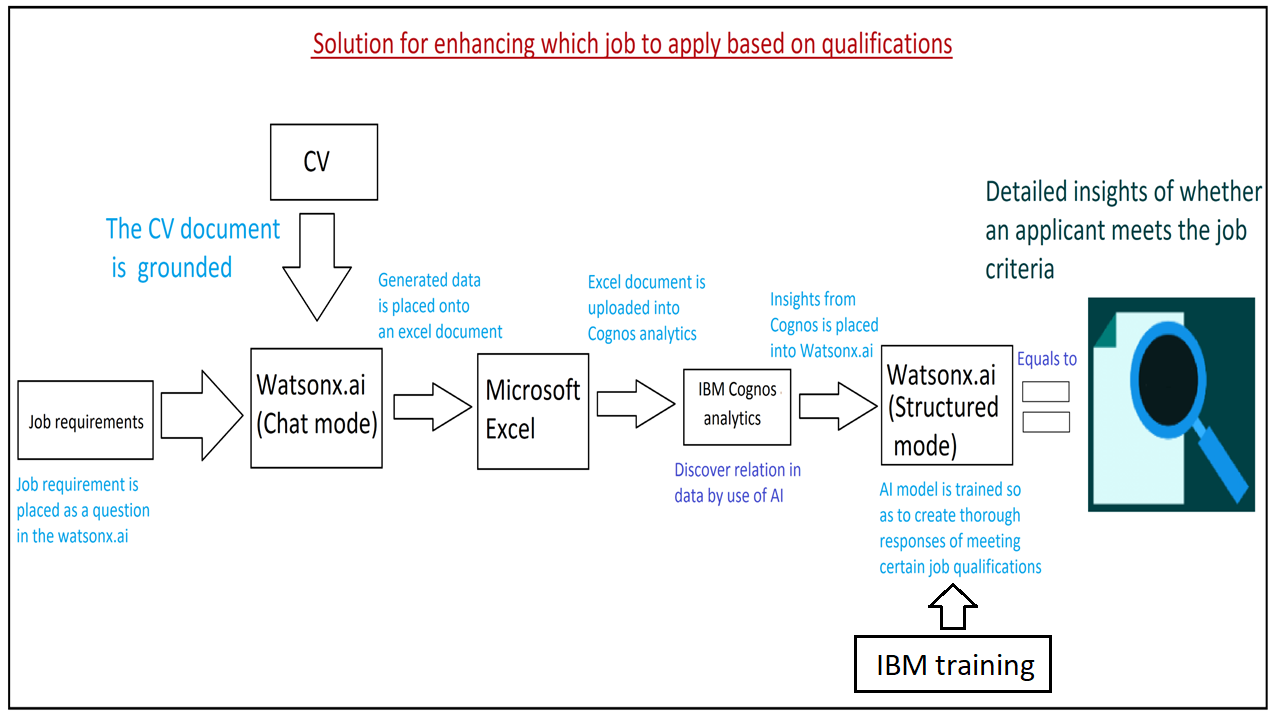 Solution for enhancing which job to apply based on qualifications
CV
The CV document
is grounded
Generated data
is placed onto
an excel document
Excel document is
uploaded into
Cognos analytics
Insights from
Cognos is placed
into Watsonx.ai
Detailed insights of whether
an applicant meets the job
criteria
Job requirements
Watsonx.ai
(Chat mode)
Microsoft
Excel
IBM Cognos
analytics
Watsonx.ai
(Structured
mode)
Equals to
Job requirement is
placed as a question
in the watsonx.ai
Discover relation in
data by use of AI
AI model is trained so
as to create thorough
responses of meeting
certain job qualifications
IBM training